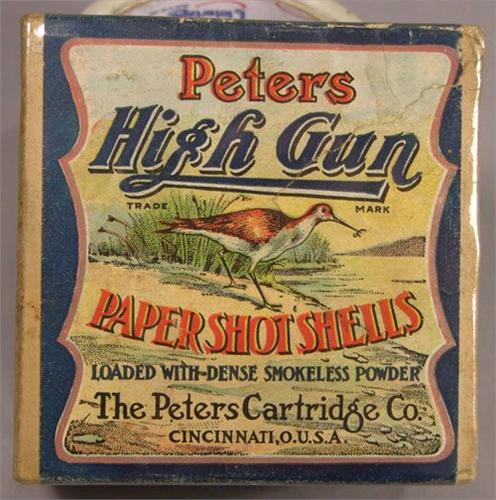 Peters
High Gun
TRADE MARK
PAPER SHOT SHELLS
LOADED WITH-DENSE SMOKELESS POWDER
The Peters Cartridge Co.
CINCINNATI,O.U.S.A.